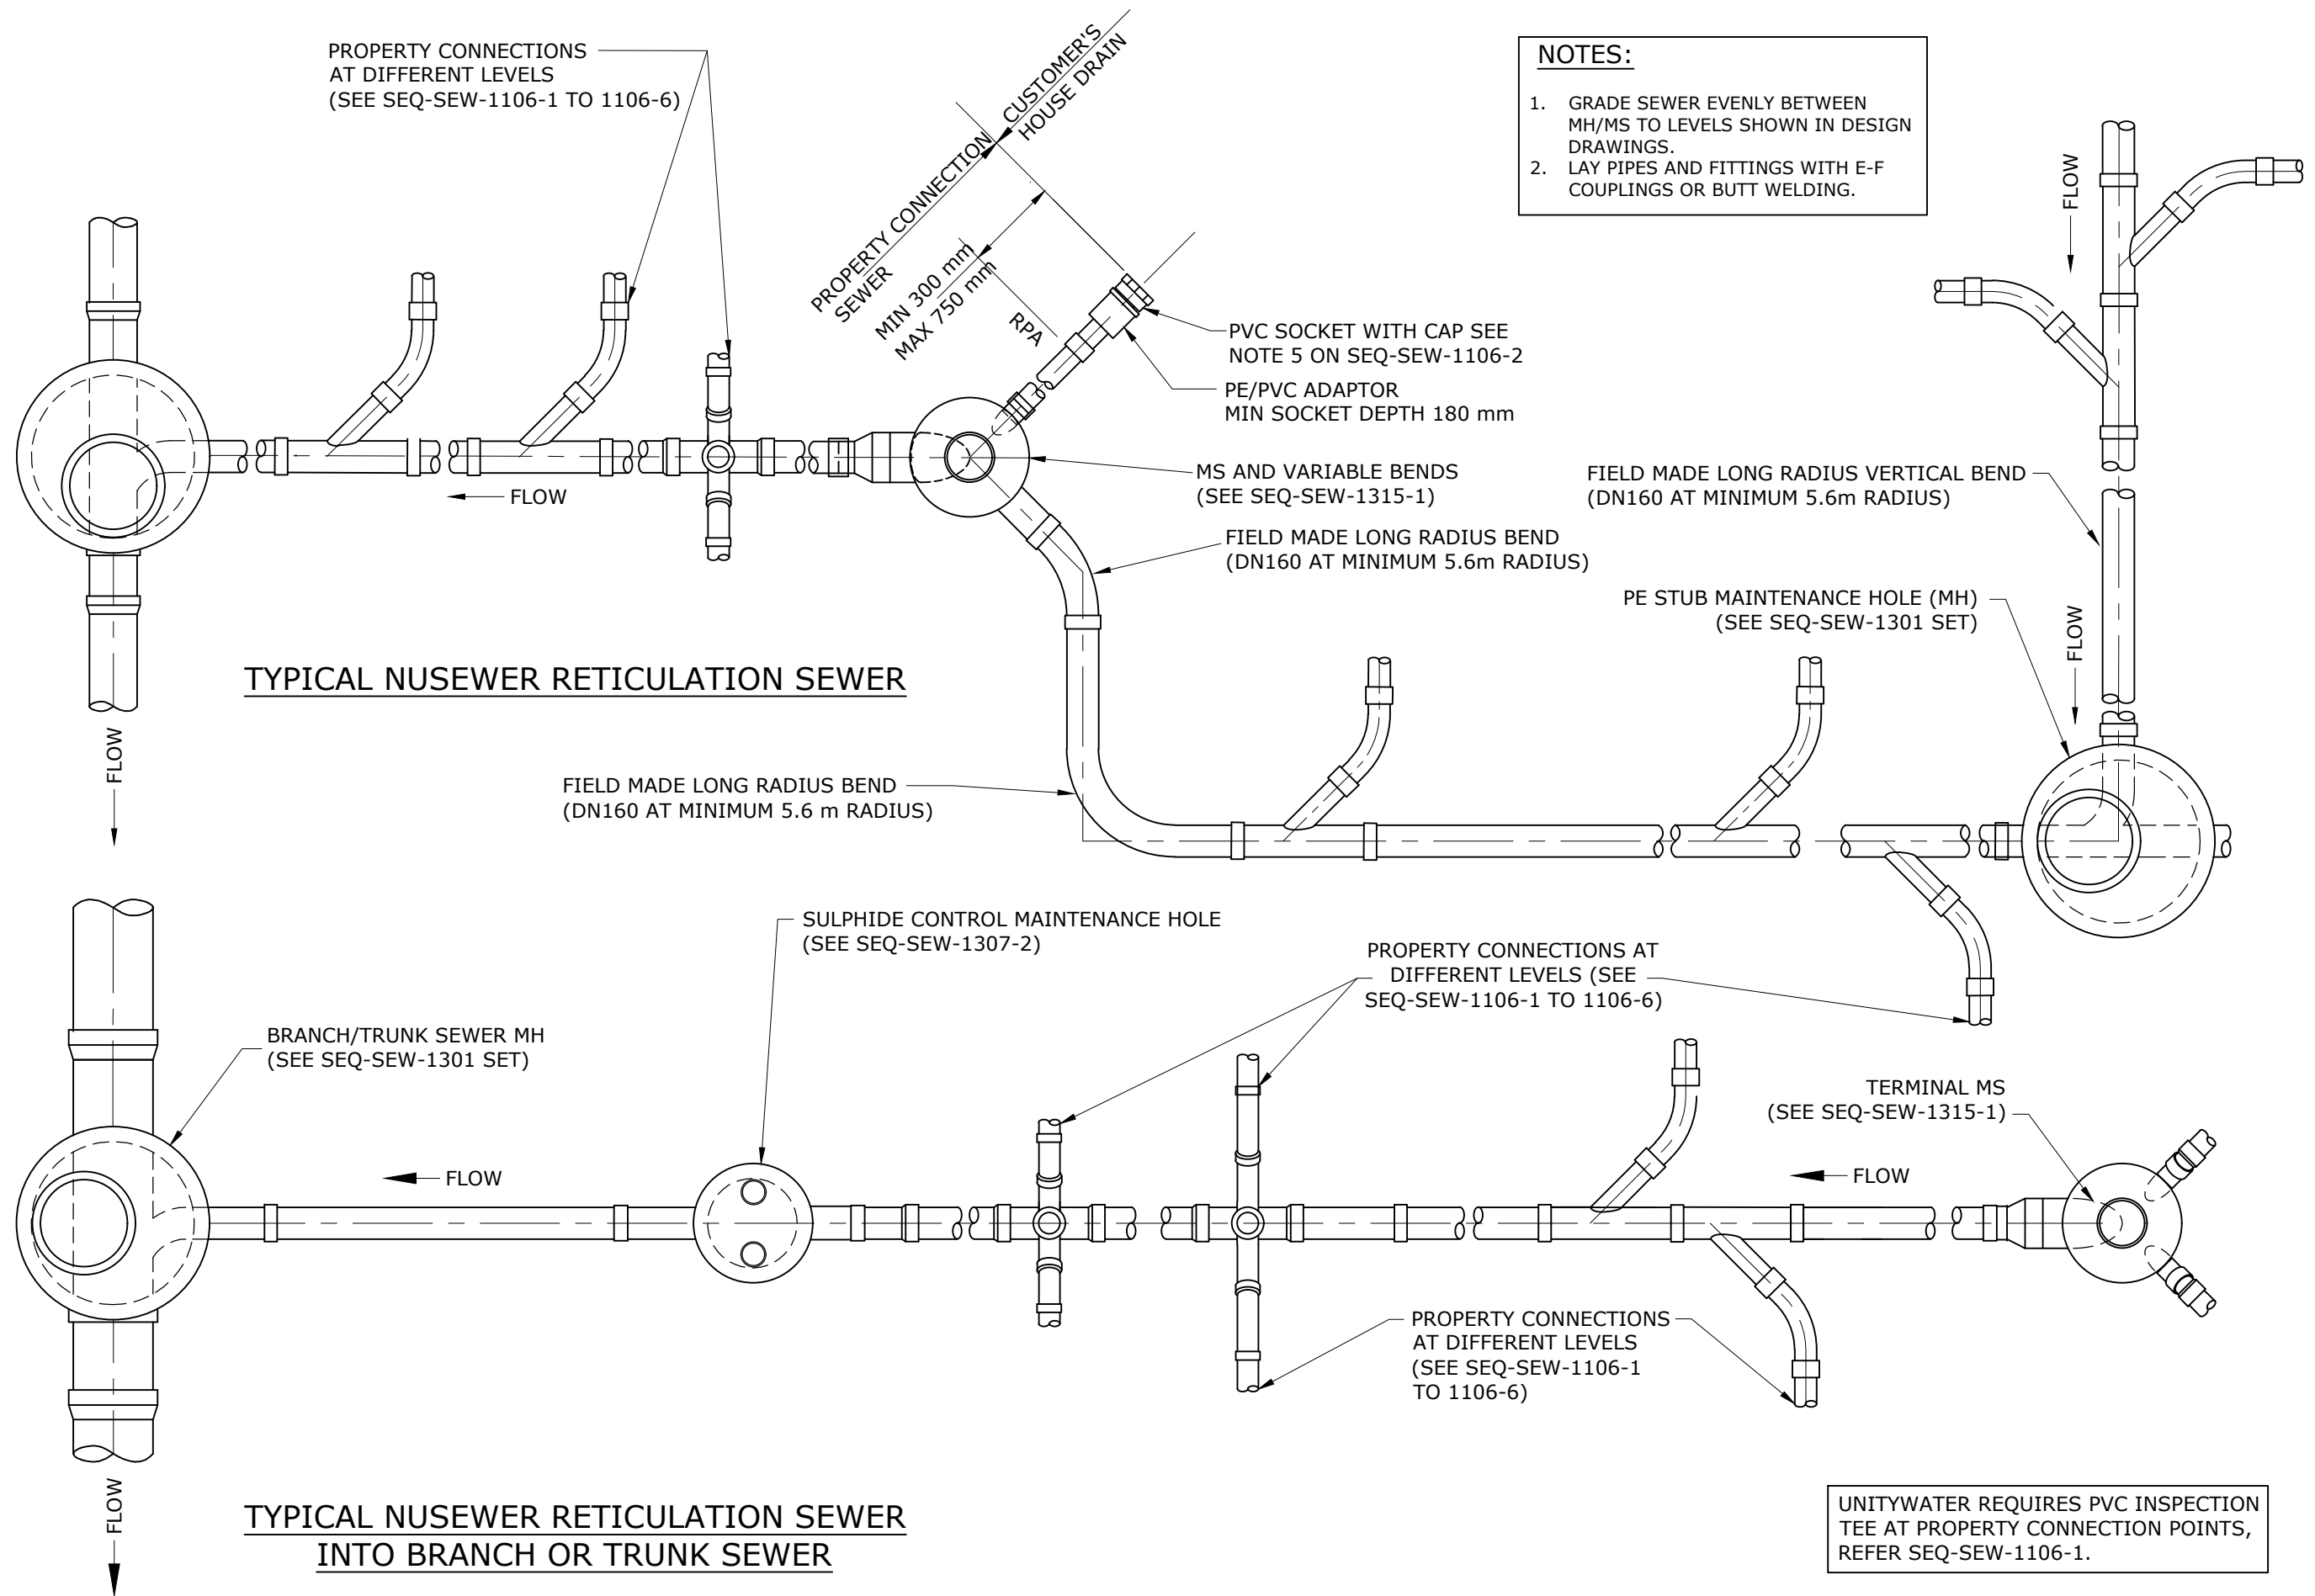 PROPERTY CONNECTIONS
AT DIFFERENT LEVELS
(SEE SEQ-SEW-1106-1 TO 1106-6)
CUSTOMER'S
HOUSE DRAIN
PROPERTY CONNECTION
SEWER
MIN 300 mm
MAX 750 mm
RPA
NOTES:
1. GRADE SEWER EVENLY BETWEEN
MH/MS TO LEVELS SHOWN IN DESIGN
DRAWINGS.
2. LAY PIPES AND FITTINGS WITH E-F
COUPLINGS OR BUTT WELDING.
FLOW
PVC SOCKET WITH CAP SEE
NOTE 5 ON SEQ-SEW-1106-2
PE/PVC ADAPTOR
MIN SOCKET DEPTH 180 mm
MS AND VARIABLE BENDS
(SEE SEQ-SEW-1315-1)
FIELD MADE LONG RADIUS VERTICAL BEND
(DN160 AT MINIMUM 5.6m RADIUS)
FLOW
FIELD MADE LONG RADIUS BEND
(DN160 AT MINIMUM 5.6m RADIUS)
PE STUB MAINTENANCE HOLE (MH)
(SEE SEQ-SEW-1301 SET)
FLOW
TYPICAL NUSEWER RETICULATION SEWER
FLOW
FIELD MADE LONG RADIUS BEND
(DN160 AT MINIMUM 5.6 m RADIUS)
SULPHIDE CONTROL MAINTENANCE HOLE
(SEE SEQ-SEW-1307-2)
PROPERTY CONNECTIONS AT
DIFFERENT LEVELS (SEE
SEQ-SEW-1106-1 TO 1106-6)
BRANCH/TRUNK SEWER MH
(SEE SEQ-SEW-1301 SET)
TERMINAL MS
(SEE SEQ-SEW-1315-1)
FLOW
FLOW
PROPERTY CONNECTIONS
AT DIFFERENT LEVELS
(SEE SEQ-SEW-1106-1
TO 1106-6)
FLOW
TYPICAL NUSEWER RETICULATION SEWER
INTO BRANCH OR TRUNK SEWER
UNITYWATER REQUIRES PVC INSPECTION
TEE AT PROPERTY CONNECTION POINTS,
REFER SEQ-SEW-1106-1.